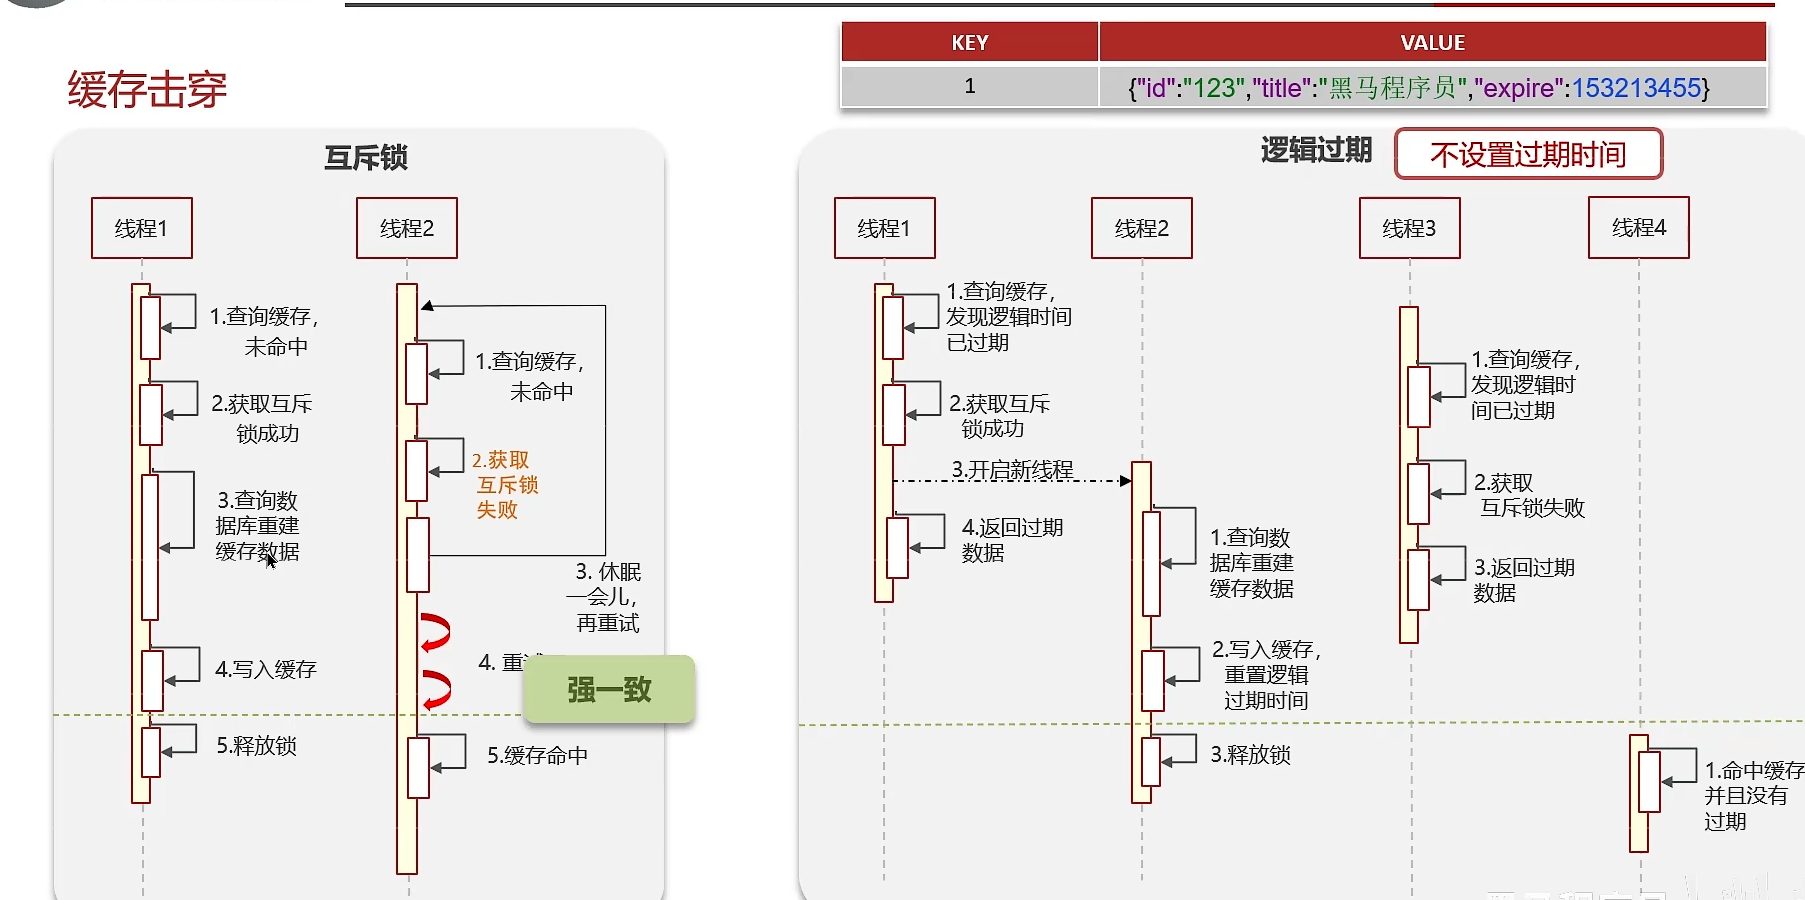 KEY
VALUE
1
{"id":"123","title":"黑马程序员","expire":153213455}
缓存击穿
互斥锁
线程1
线程2
1.查询缓存，
未命中
2.获取互斥
锁成功
3.查询数
据库重建
缓存数据
4.写入缓存
5.释放锁
1.查询缓存，
未命中
2.获取
互斥锁
失败
3. 休眠
一会儿，
再重试
4. 重
强一致
5.缓存命中
逻辑过期
不设置过期时间
线程1
线程2
线程3
线程4
1.查询缓存，
发现逻辑时间
已过期
2.获取互斥
锁成功
3.开启新线程
4.返回过期
数据
1.查询数
据库重建
缓存数据
2.写入缓存，
重置逻辑
过期时间
3.释放锁
1.查询缓存，
发现逻辑时
间已过期
2.获取
互斥锁失败
3.返回过期
数据
1.命中缓存
并且没有
过期